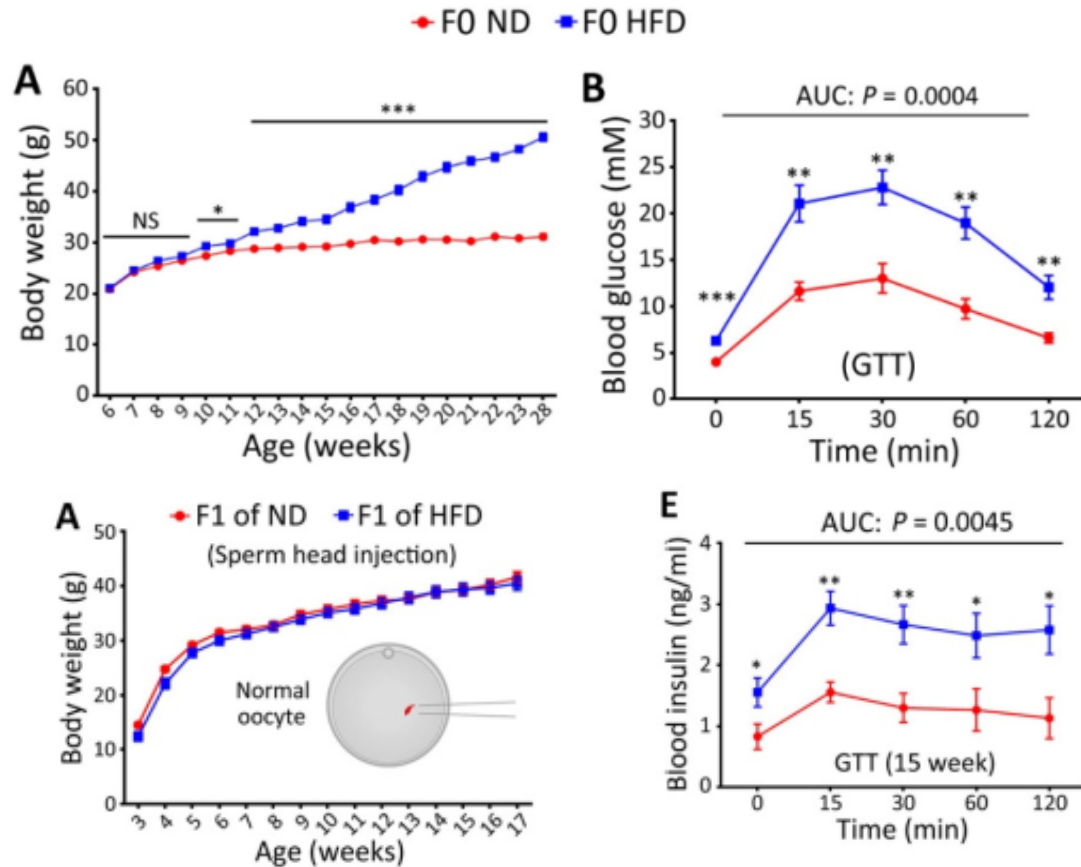 F0 ND F0 HFD
A
Body weight (g)
60
50
40
30
20
10
0
NS
*
***
6 7 8 9 10 11 12 13 14 15 16 17 18 19 20 21 22 23 28
Age (weeks)
B
AUC: P = 0.0004
Blood glucose (mM)
30
25
20
15
10
5
0
***
**
**
**
**
(GTT)
0 15 30 60 120
Time (min)
A
F1 of ND F1 of HFD
(Sperm head injection)
Body weight (g)
50
40
30
20
10
0
Normal
oocyte
3 4 5 6 7 8 9 10 11 12 13 14 15 16 17
Age (weeks)
E
AUC: P = 0.0045
Blood insulin (ng/ml)
4
3
2
1
0
*
**
**
*
*
GTT (15 week)
0 15 30 60 120
Time (min)